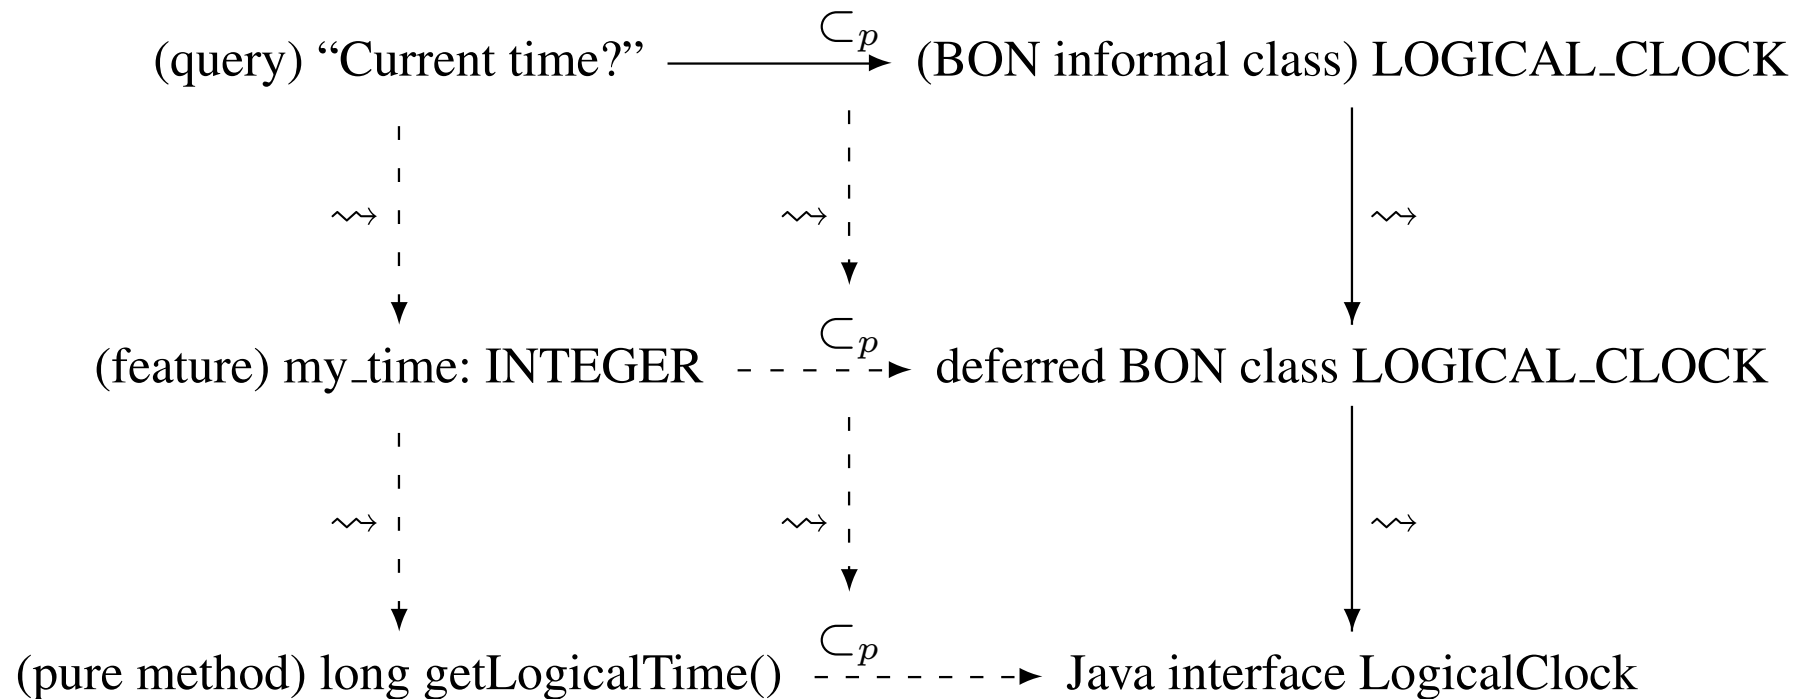 ⊂p
(query) “Current time?” (BON informal class) LOGICAL_CLOCK
⇝ ⇝ ⇝
⊂p
(feature) my_time: INTEGER deferred BON class LOGICAL_CLOCK
⇝ ⇝ ⇝
⊂p
(pure method) long getLogicalTime() Java interface LogicalClock